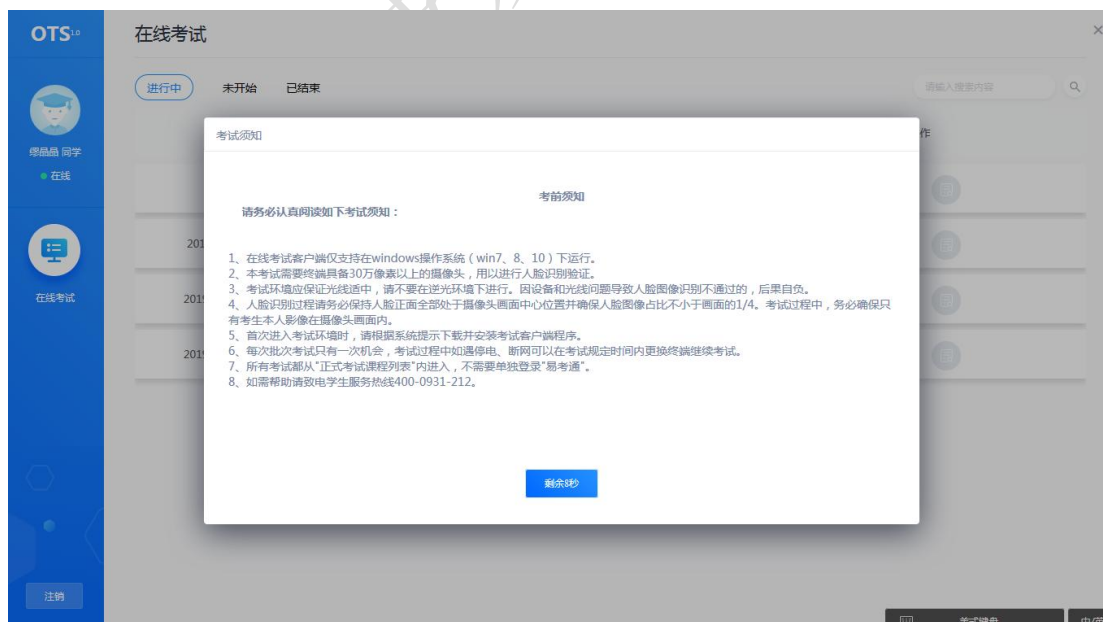 OTS1.0
在线考试
进行中 未开始 已结束
请输入搜索内容
缪晶晶 同学
在线
在线考试
注销
作
201
201
201
考试须知
考前须知
请务必认真阅读如下考试须知：
1、在线考试客户端仅支持在windows操作系统（win7、8、10）下运行。
2、本考试需要终端具备30万像素以上的摄像头，用以进行人脸识别验证。
3、考试环境应保证光线适中，请不要在逆光环境下进行。因设备和光线问题导致人脸图像识别不通过的，后果自负。
4、人脸识别过程请务必保持人脸正面全部处于摄像头画面中心位置并确保人脸图像占比不小于画面的1/4。考试过程中，务必确保只
有考生本人影像在摄像头画面内。
5、首次进入考试环境时，请根据系统提示下载并安装考试客户端程序。
6、每次批次考试只有一次机会，考试过程中如遇停电、断网可以在考试规定时间内更换终端继续考试。
7、所有考试都从"正式考试课程列表"内进入，不需要单独登录"易考通"。
8、如需帮助请致电学生服务热线400-0931-212。
剩余8秒